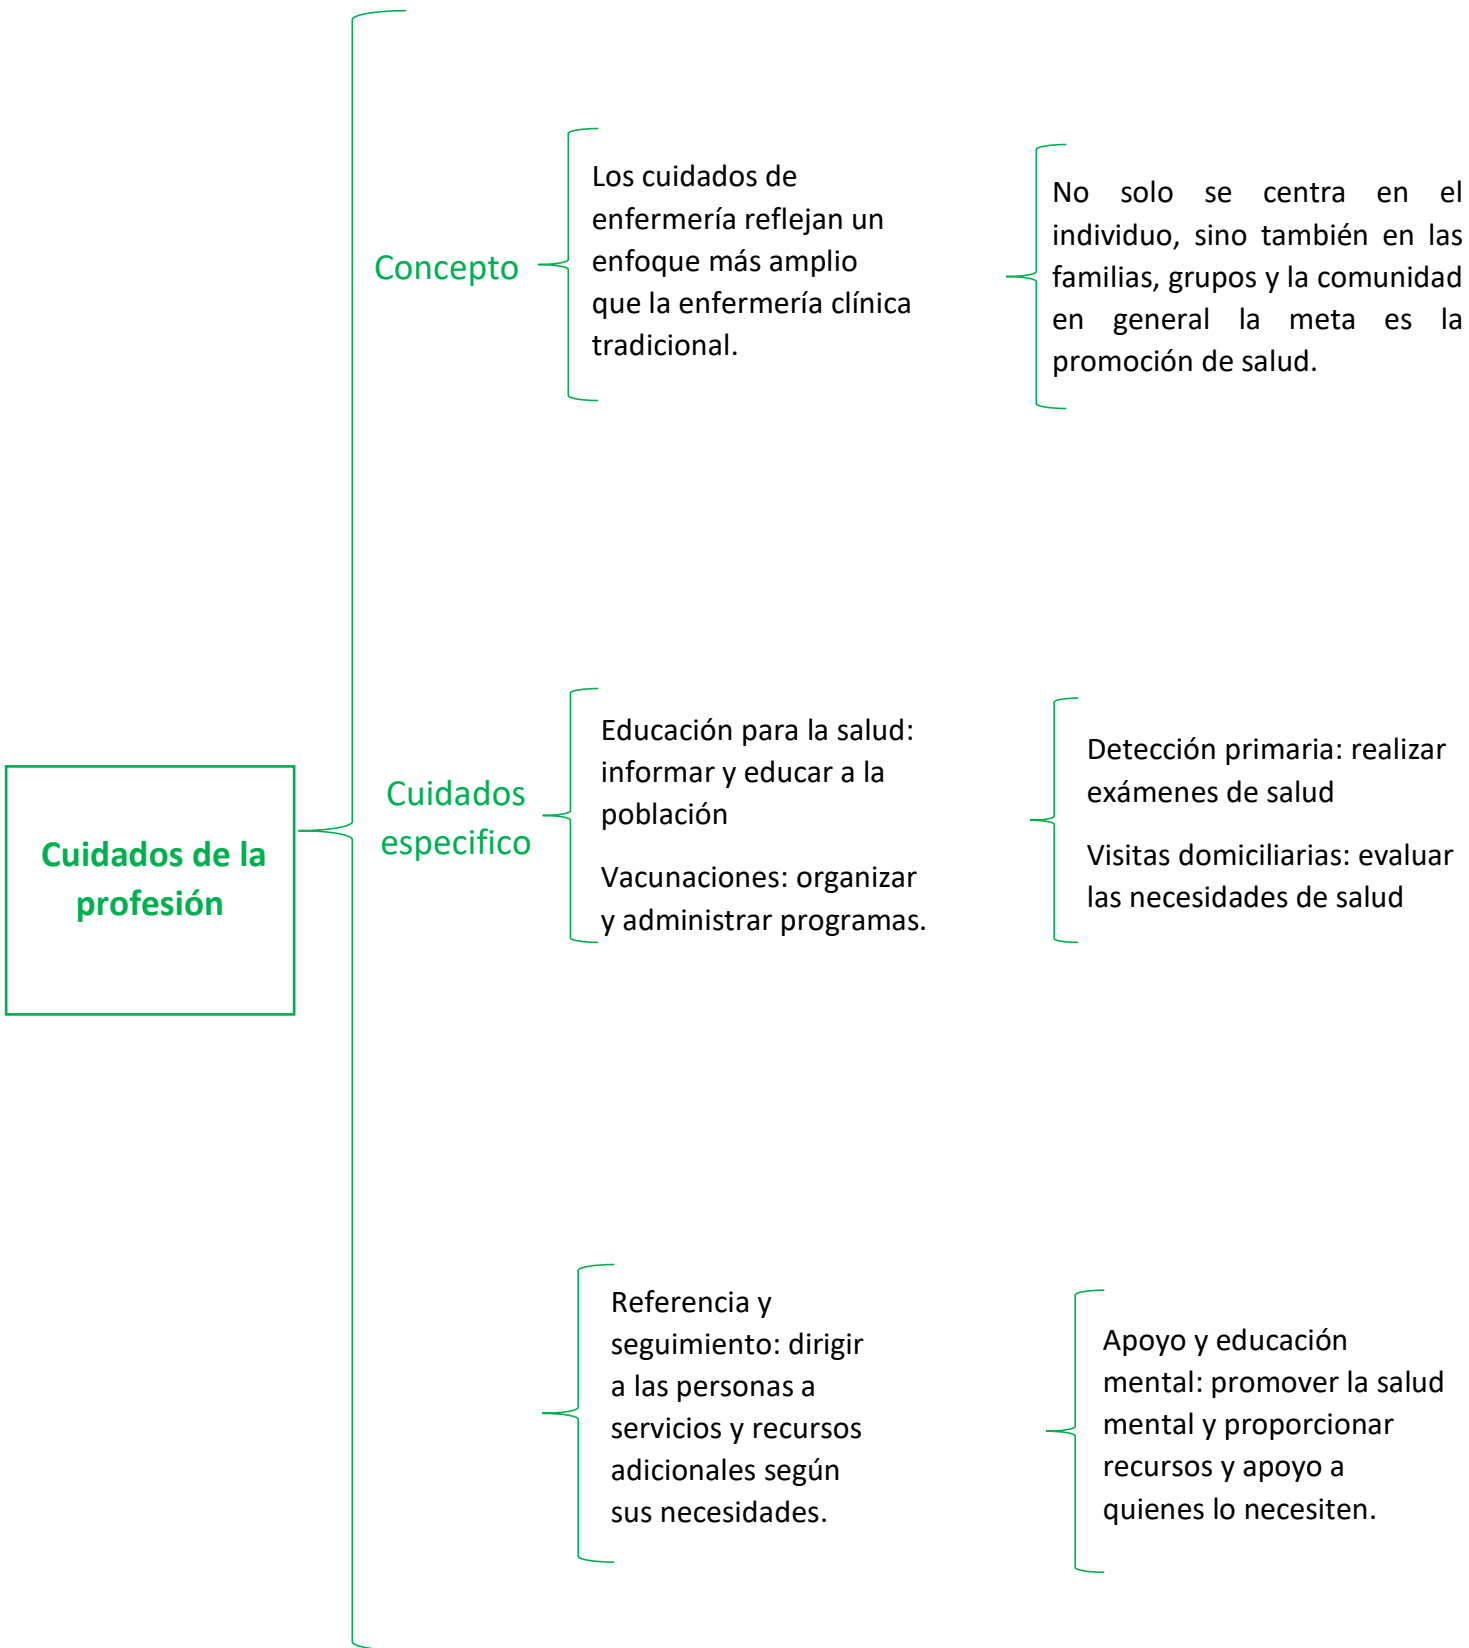 Cuidados de la
profesión
Concepto
Los cuidados de
enfermería reflejan un
enfoque más amplio
que la enfermería clínica
tradicional.
No solo se centra en el
individuo, sino también en las
familias, grupos y la comunidad
en general la meta es la
promoción de salud.
Cuidados
especifico
Educación para la salud:
informar y educar a la
población
Vacunaciones: organizar
y administrar programas.
Detección primaria: realizar
exámenes de salud
Visitas domiciliarias: evaluar
las necesidades de salud
Referencia y
seguimiento: dirigir
a las personas a
servicios y recursos
adicionales según
sus necesidades.
Apoyo y educación
mental: promover la salud
mental y proporcionar
recursos y apoyo a
quienes lo necesiten.